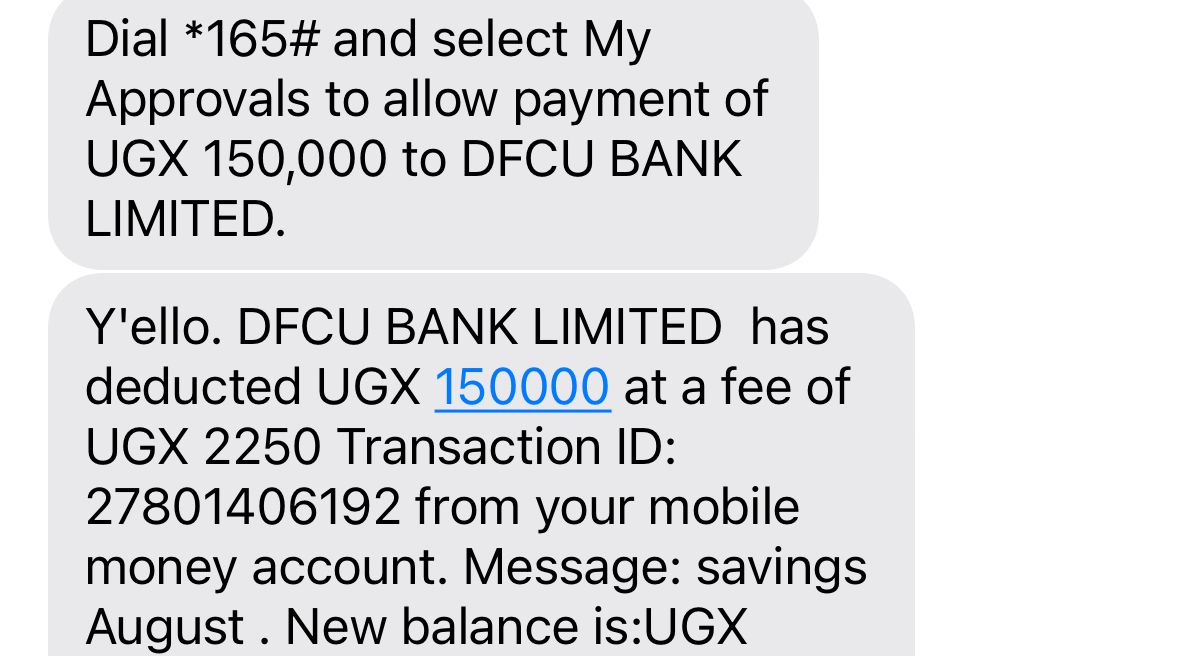 Dial *165# and select My
Approvals to allow payment of
UGX 150,000 to DFCU BANK
LIMITED.
Y'ello. DFCU BANK LIMITED  has
deducted UGX 150000 at a fee of
UGX 2250 Transaction ID:
27801406192 from your mobile
money account. Message: savings
August . New balance is:UGX